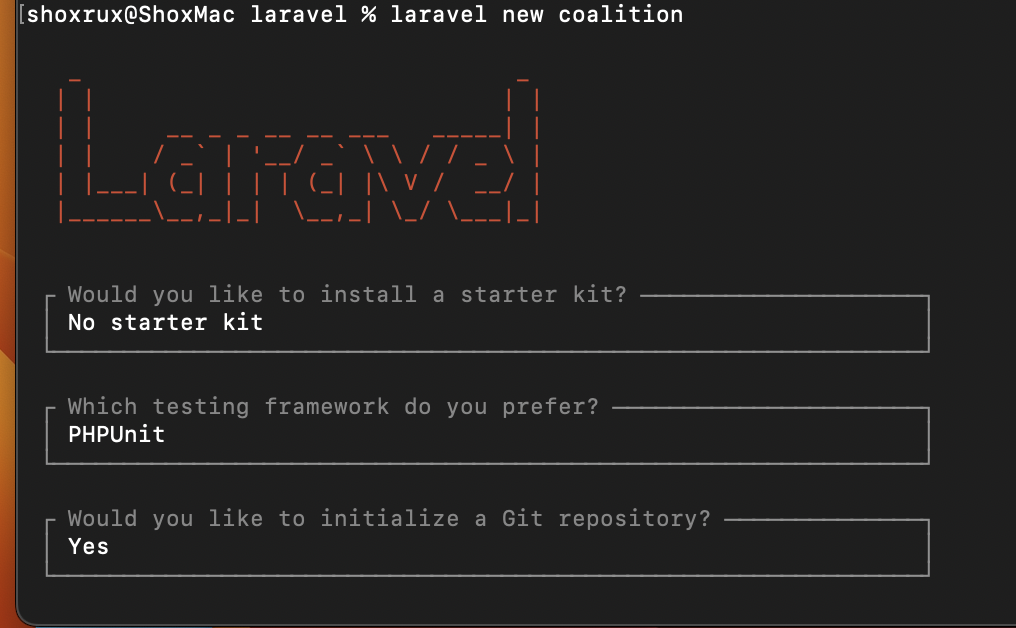 [shoxrux@ShoxMac laravel % laravel new coalition
Laravel
Would you like to install a starter kit?
No starter kit
Which testing framework do you prefer?
PHPUnit
Would you like to initialize a Git repository?
Yes